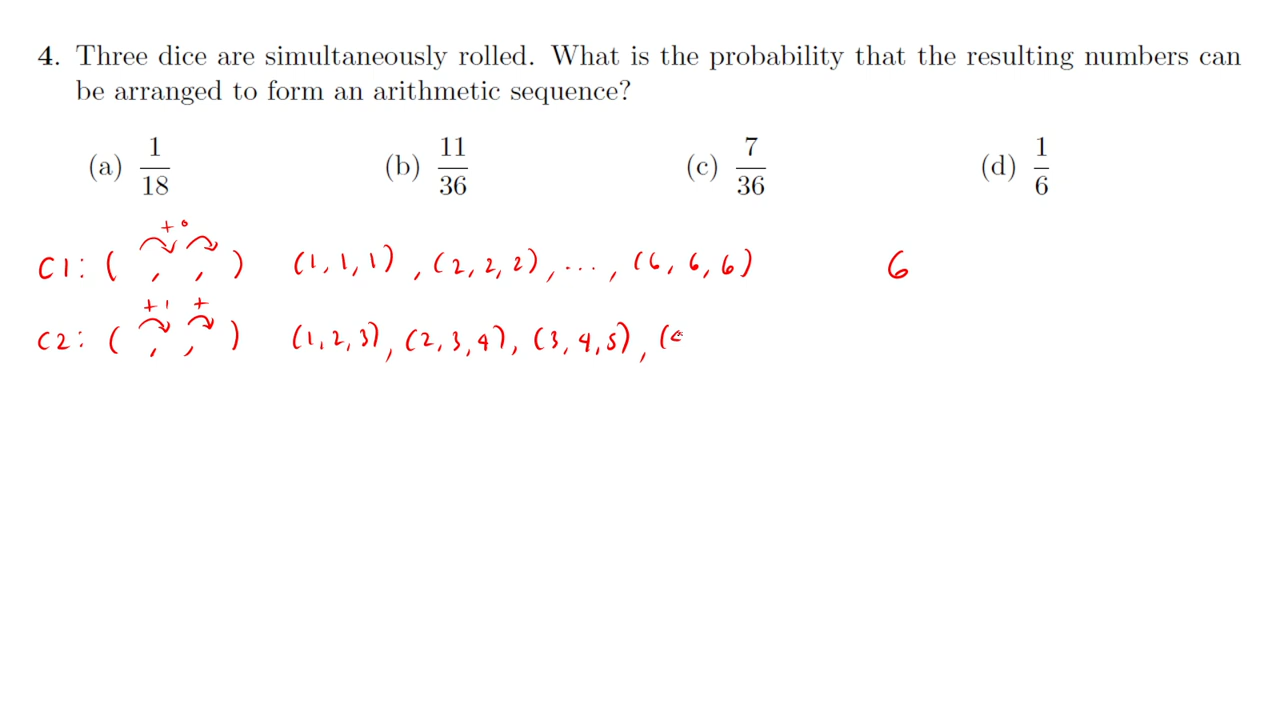 4. Three dice are simultaneously rolled. What is the probability that the resulting numbers can
be arranged to form an arithmetic sequence?
(a) 1/18 (b) 11/36 (c) 7/36 (d) 1/6
+0
C1: ( , , ) (1, 1, 1), (2, 2, 2), ..., (6, 6, 6) 6
+1 +
C2: ( , , ) (1, 2, 3), (2, 3, 4), (3, 4, 5), (